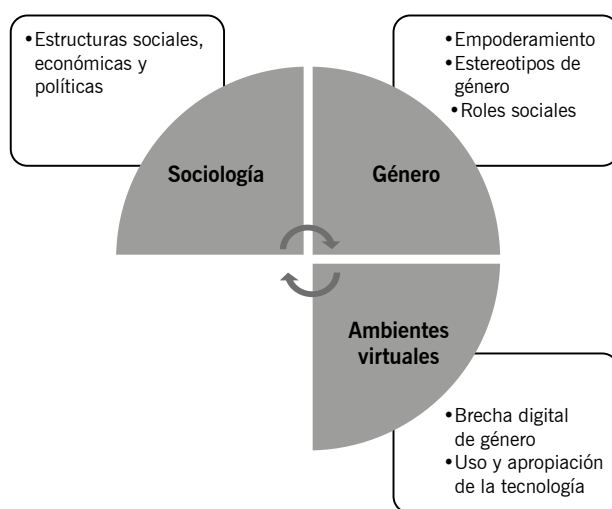 •Estructuras sociales,
económicas y
políticas
•Empoderamiento
•Estereotipos de
género
•Roles sociales
Sociología
Género
Ambientes
virtuales
•Brecha digital
de género
•Uso y apropiación
de la tecnología